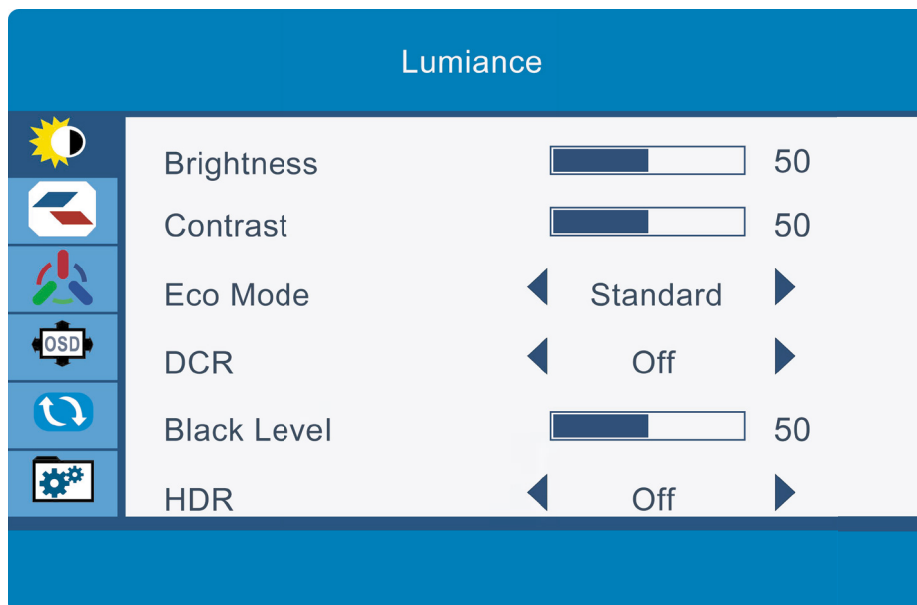 Lumiance
Brightness 50
Contrast 50
Eco Mode Standard
OSD
DCR Off
Black Level 50
HDR Off